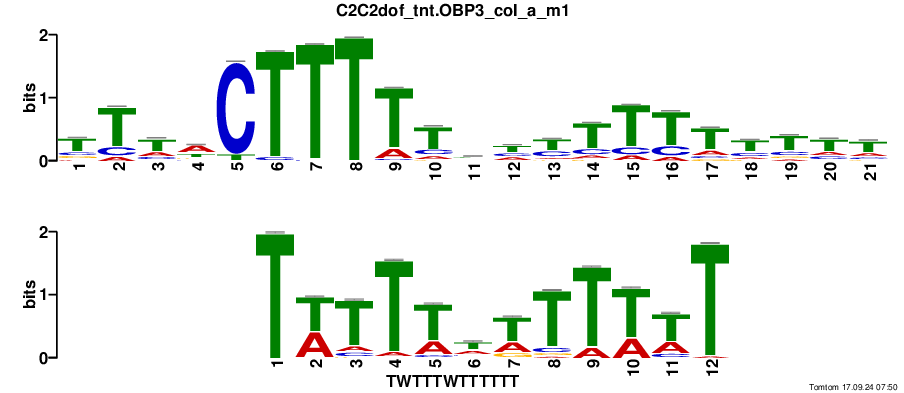 C2C2dof_tnt.OBP3_col_a_m1
2
1
0
bits
1 2 3 4 5 6 7 8 9 10 11 12 13 14 15 16 17 18 19 20 21
2
1
0
bits
1 2 3 4 5 6 7 8 9 10 11 12
TWTTTWTTTTTT
Tomtom 17.09.24 07:50